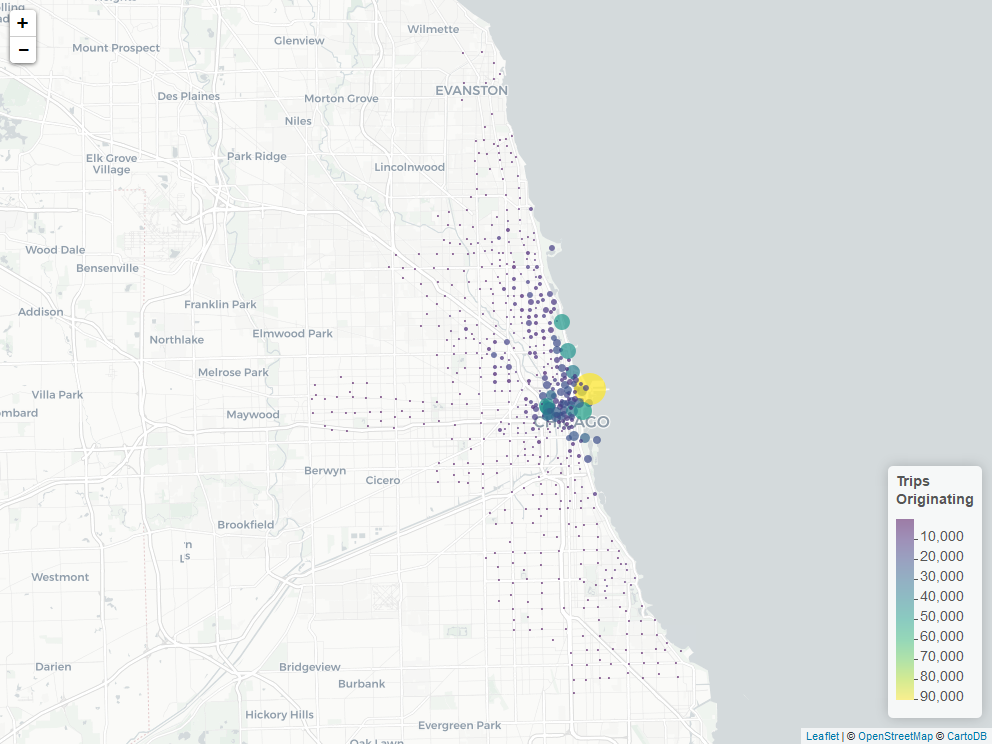 +
−
Wilmette
Glenview
Mount Prospect
EVANSTON
Des Plaines
Morton Grove
Niles
Elk Grove
Village
Park Ridge
Lincolnwood
Wood Dale
Bensenville
Franklin Park
Addison
Elmwood Park
Northlake
Melrose Park
Villa Park
Maywood
Berwyn
Cicero
Brookfield
Westmont
Darien
Bridgeview
Burbank
Hickory Hills
Evergreen Park
Oak Lawn
Trips
Originating
10,000
20,000
30,000
40,000
50,000
60,000
70,000
80,000
90,000
Leaflet | © OpenStreetMap © CartoDB